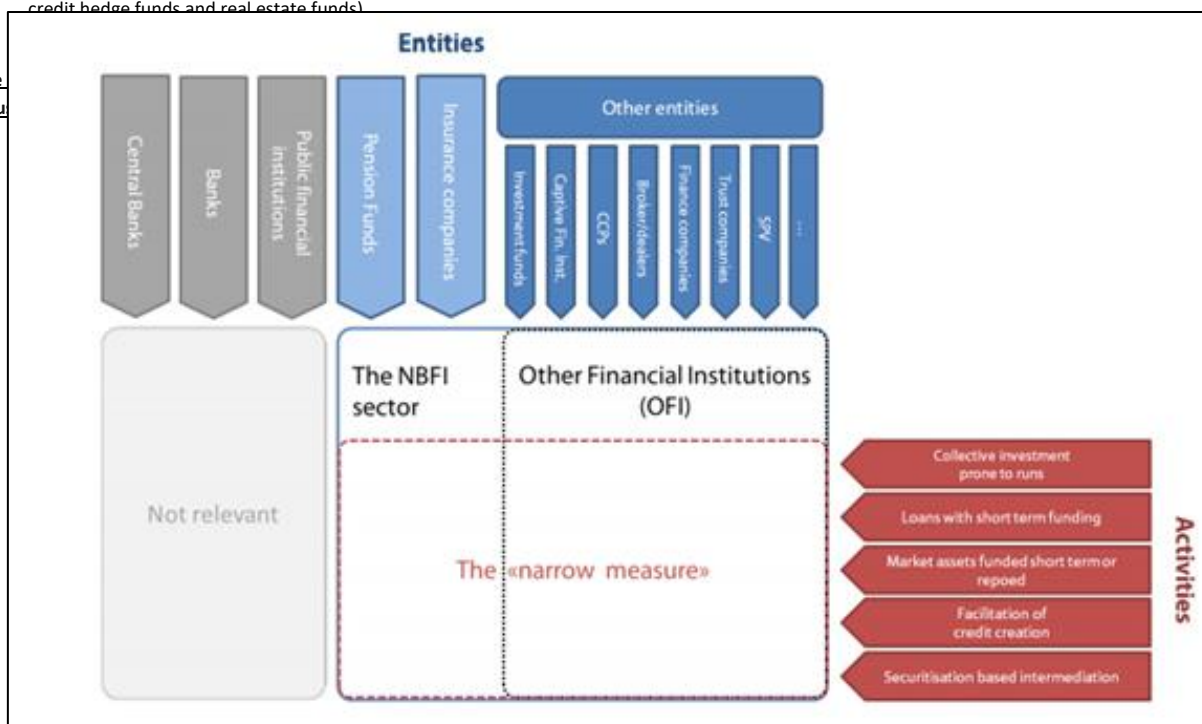 credit hedge funds and real estate funds)
Entities
Central Banks
Banks
Public financial
institutions
Pension Funds
Insurance companies
Other entities
Investment funds
Captive Fin. Inst.
CCPs
Broker/dealers
Finance companies
Trust companies
SPV
...
The NBFI
sector
Other Financial Institutions
(OFI)
Not relevant
The «narrow measure»
Collective investment
prone to runs
Loans with short term funding
Market assets funded short term or
repoed
Facilitation of
credit creation
Securitisation based intermediation
Activities